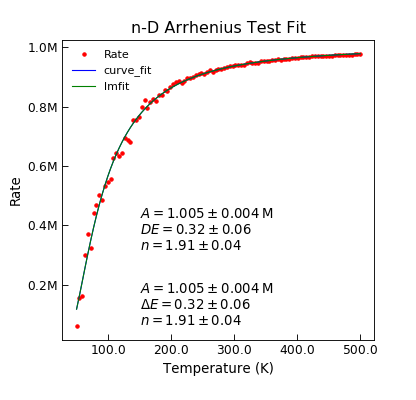 n-D Arrhenius Test Fit
Rate
curve_fit
lmfit
1.0M
0.8M
0.6M
0.4M
0.2M
Rate
A = 1.005 ± 0.004 M
DE = 0.32 ± 0.06
n = 1.91 ± 0.04
A = 1.005 ± 0.004 M
ΔE = 0.32 ± 0.06
n = 1.91 ± 0.04
100.0 200.0 300.0 400.0 500.0
Temperature (K)